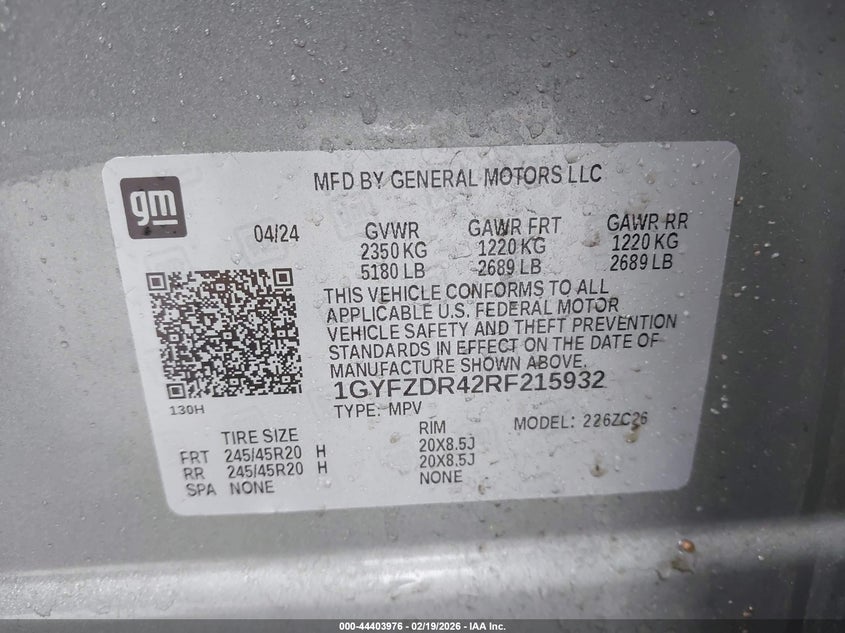 gm
MFD BY GENERAL MOTORS LLC
04/24
GVWR GAWR FRT GAWR RR
2350 KG 1220 KG 1220 KG
5180 LB 2689 LB 2689 LB
THIS VEHICLE CONFORMS TO ALL
APPLICABLE U.S. FEDERAL MOTOR
VEHICLE SAFETY AND THEFT PREVENTION
STANDARDS IN EFFECT ON THE DATE OF
MANUFACTURE SHOWN ABOVE.
1GYFZDR42RF215932
130H
TYPE: MPV
MODEL: 226ZC26
TIRE SIZE RIM
FRT 245/45R20 H 20X8.5J
RR 245/45R20 H 20X8.5J
SPA NONE NONE
000-44403976 - 02/19/2026 - IAA Inc.